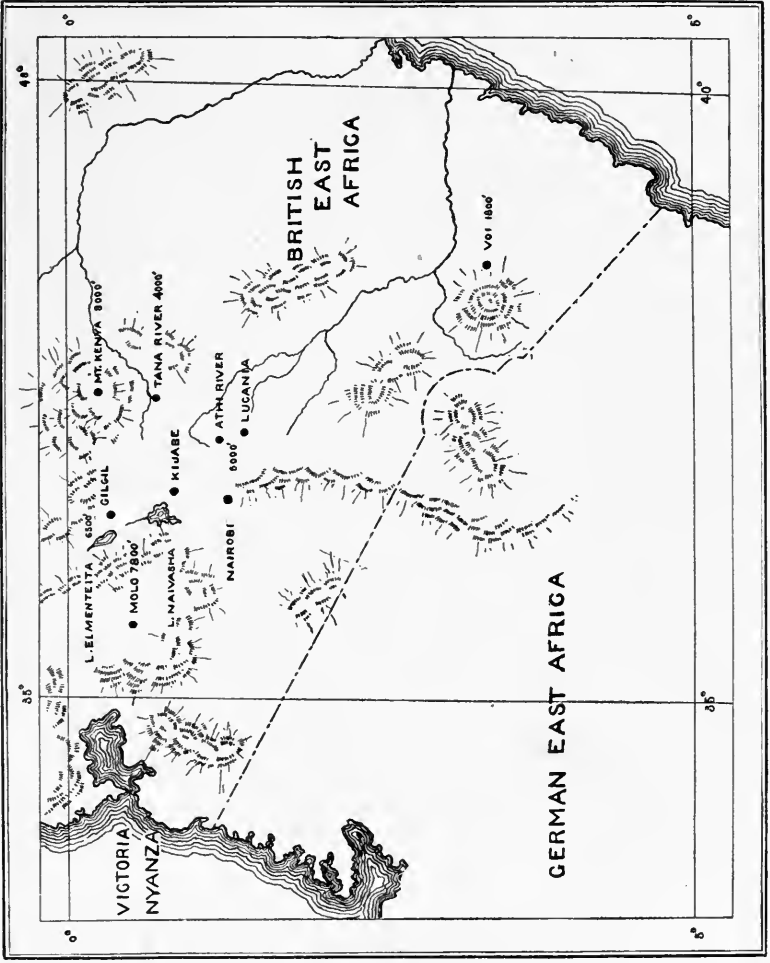 0°
35°
40°
0°
VICTORIA
NYANZA
L. ELMENTEITA
6500'
GILGIL
MT. KENYA 8000'
MOLO 7800'
L. NAIVASHA
KIJABE
TANA RIVER 4000'
NAIROBI
6000'
ATHI RIVER
LUCANIA
BRITISH
EAST
AFRICA
VOI 1800'
GERMAN EAST AFRICA
5°
35°
40°
5°